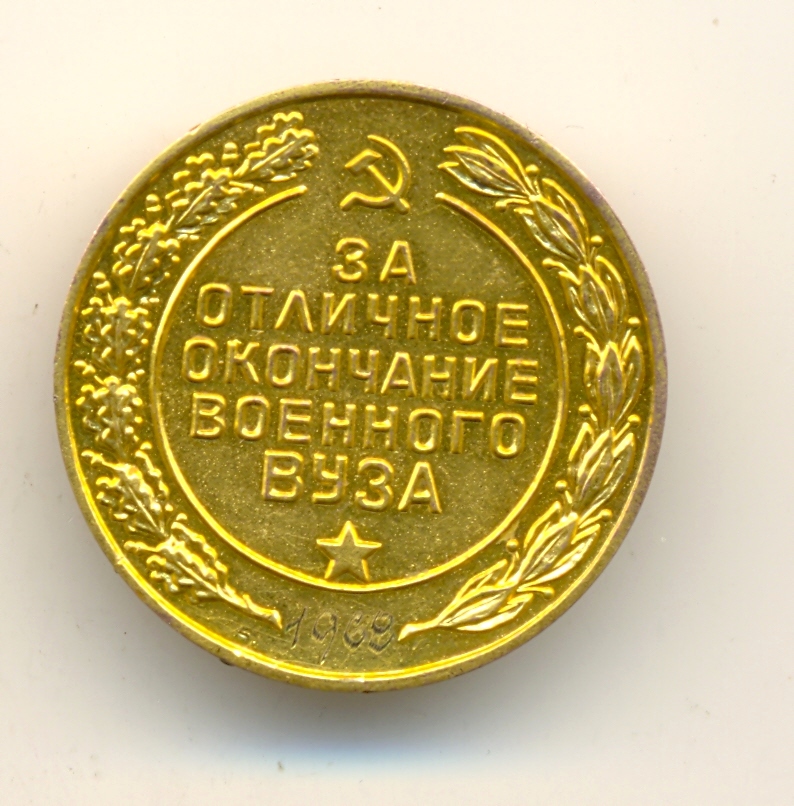 ЗА
ОТЛИЧНОЕ
ОКОНЧАНИЕ
ВОЕННОГО
ВУЗА
1968